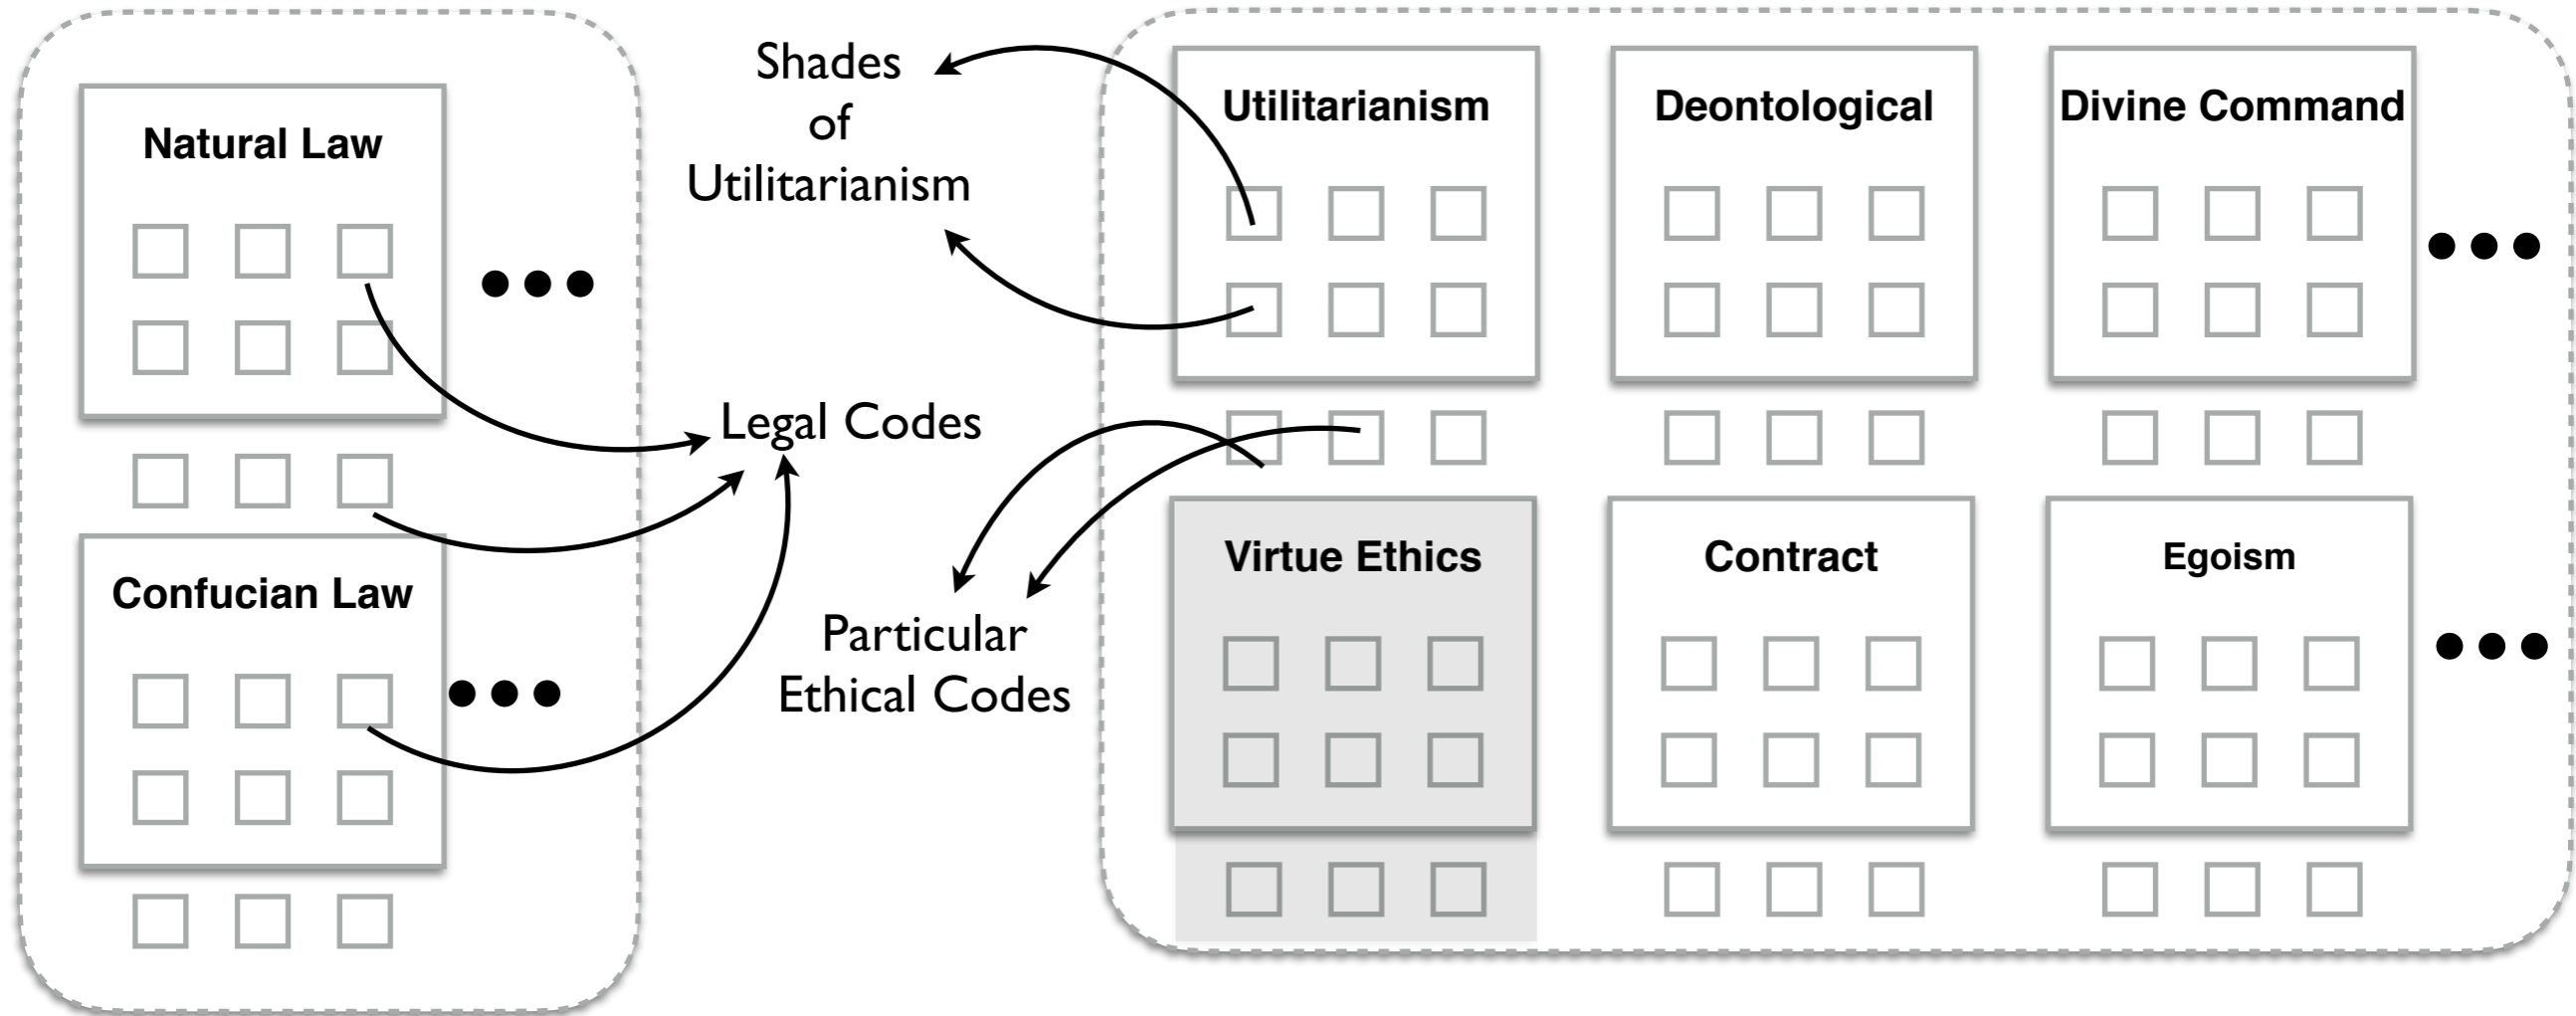 Natural Law
Confucian Law
Shades
of
Utilitarianism
Legal Codes
Particular
Ethical Codes
Utilitarianism
Deontological
Divine Command
Virtue Ethics
Contract
Egoism